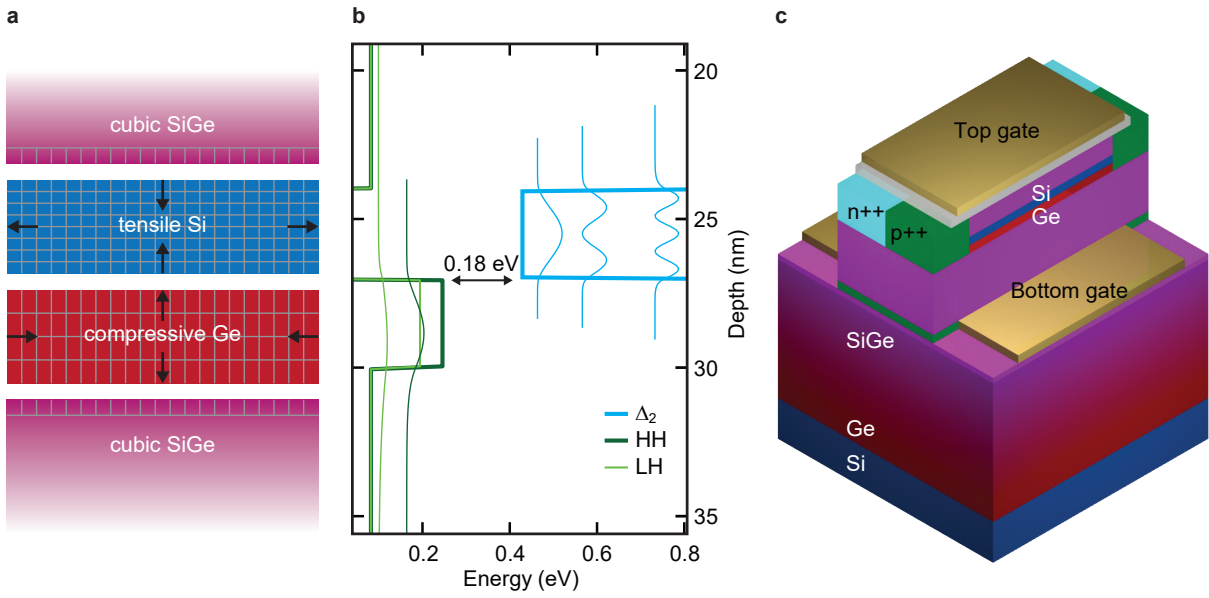 a
cubic SiGe
tensile Si
compressive Ge
cubic SiGe
b
0.18 eV
Δ2
HH
LH
0.2
0.4
0.6
0.8
Energy (eV)
20
25
30
35
Depth (nm)
c
Top gate
Si
Ge
n++
p++
Bottom gate
SiGe
Ge
Si